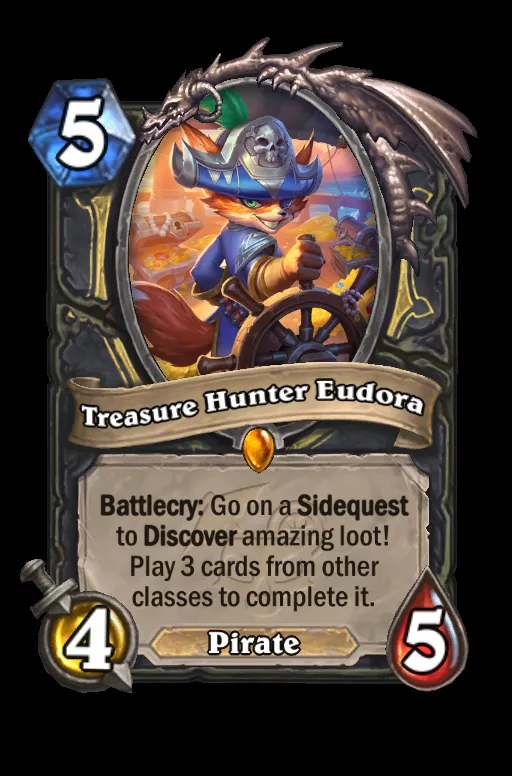 5
Treasure Hunter Eudora
Battlecry: Go on a Sidequest
to Discover amazing loot!
Play 3 cards from other
classes to complete it.
4
Pirate
5